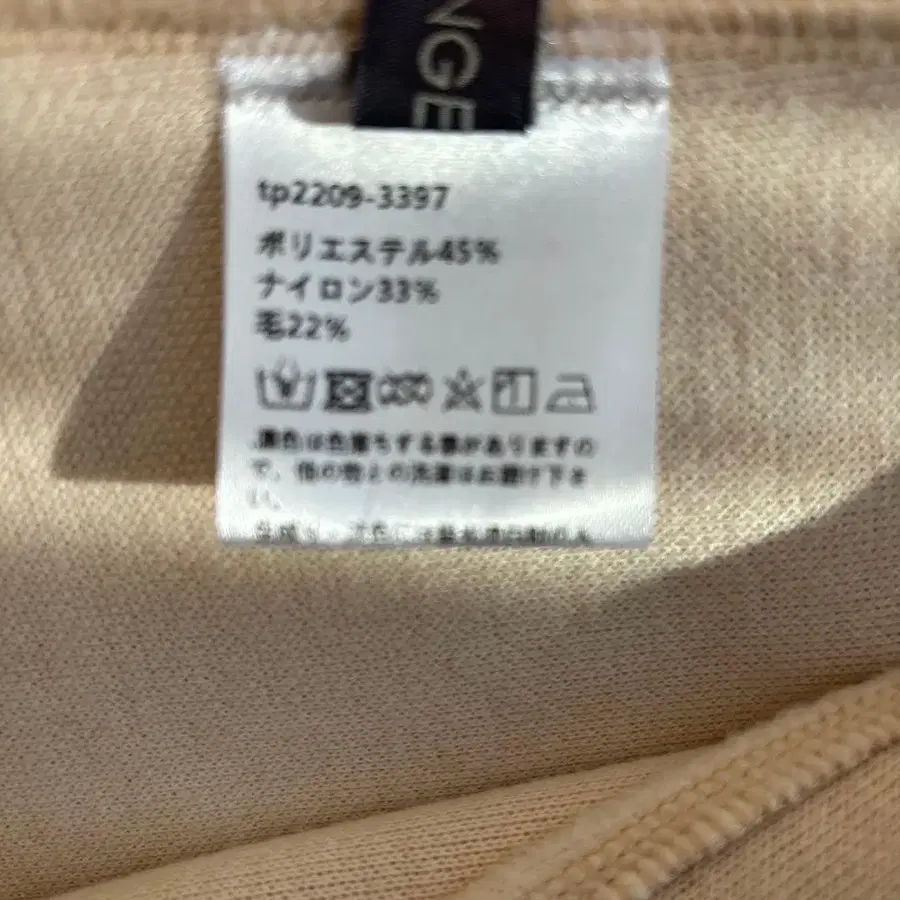 NGE
tp2209-3397
ポリエステル45%
ナイロン33%
毛22%
濃色は色落ちする事がありますの
で、他の物との洗濯はお避け下さ
い。